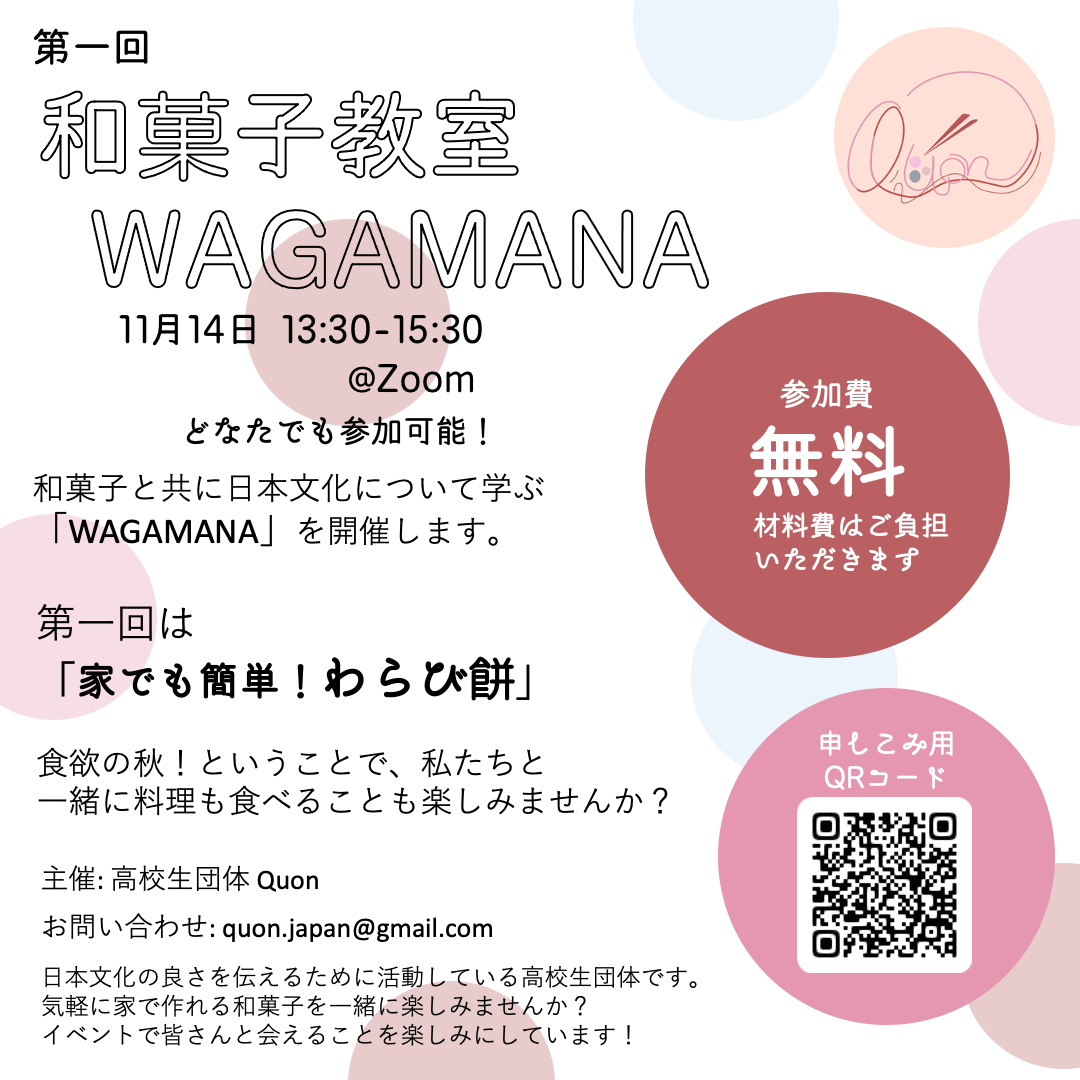 第一回
和菓子教室
WAGAMANA
11月14日 13:30-15:30
@Zoom
どなたでも参加可能！
和菓子と共に日本文化について学ぶ
「WAGAMANA」を開催します。
第一回は
「家でも簡単！わらび餅」
食欲の秋！ということで、私たちと
一緒に料理も食べることも楽しみませんか？
主催: 高校生団体 Quon
お問い合わせ: quon.japan@gmail.com
日本文化の良さを伝えるために活動している高校生団体です。
気軽に家で作れる和菓子を一緒に楽しみませんか？
イベントで皆さんと会えることを楽しみにしています！
Quon
参加費
無料
材料費はご負担
いただきます
申しこみ用
QRコード